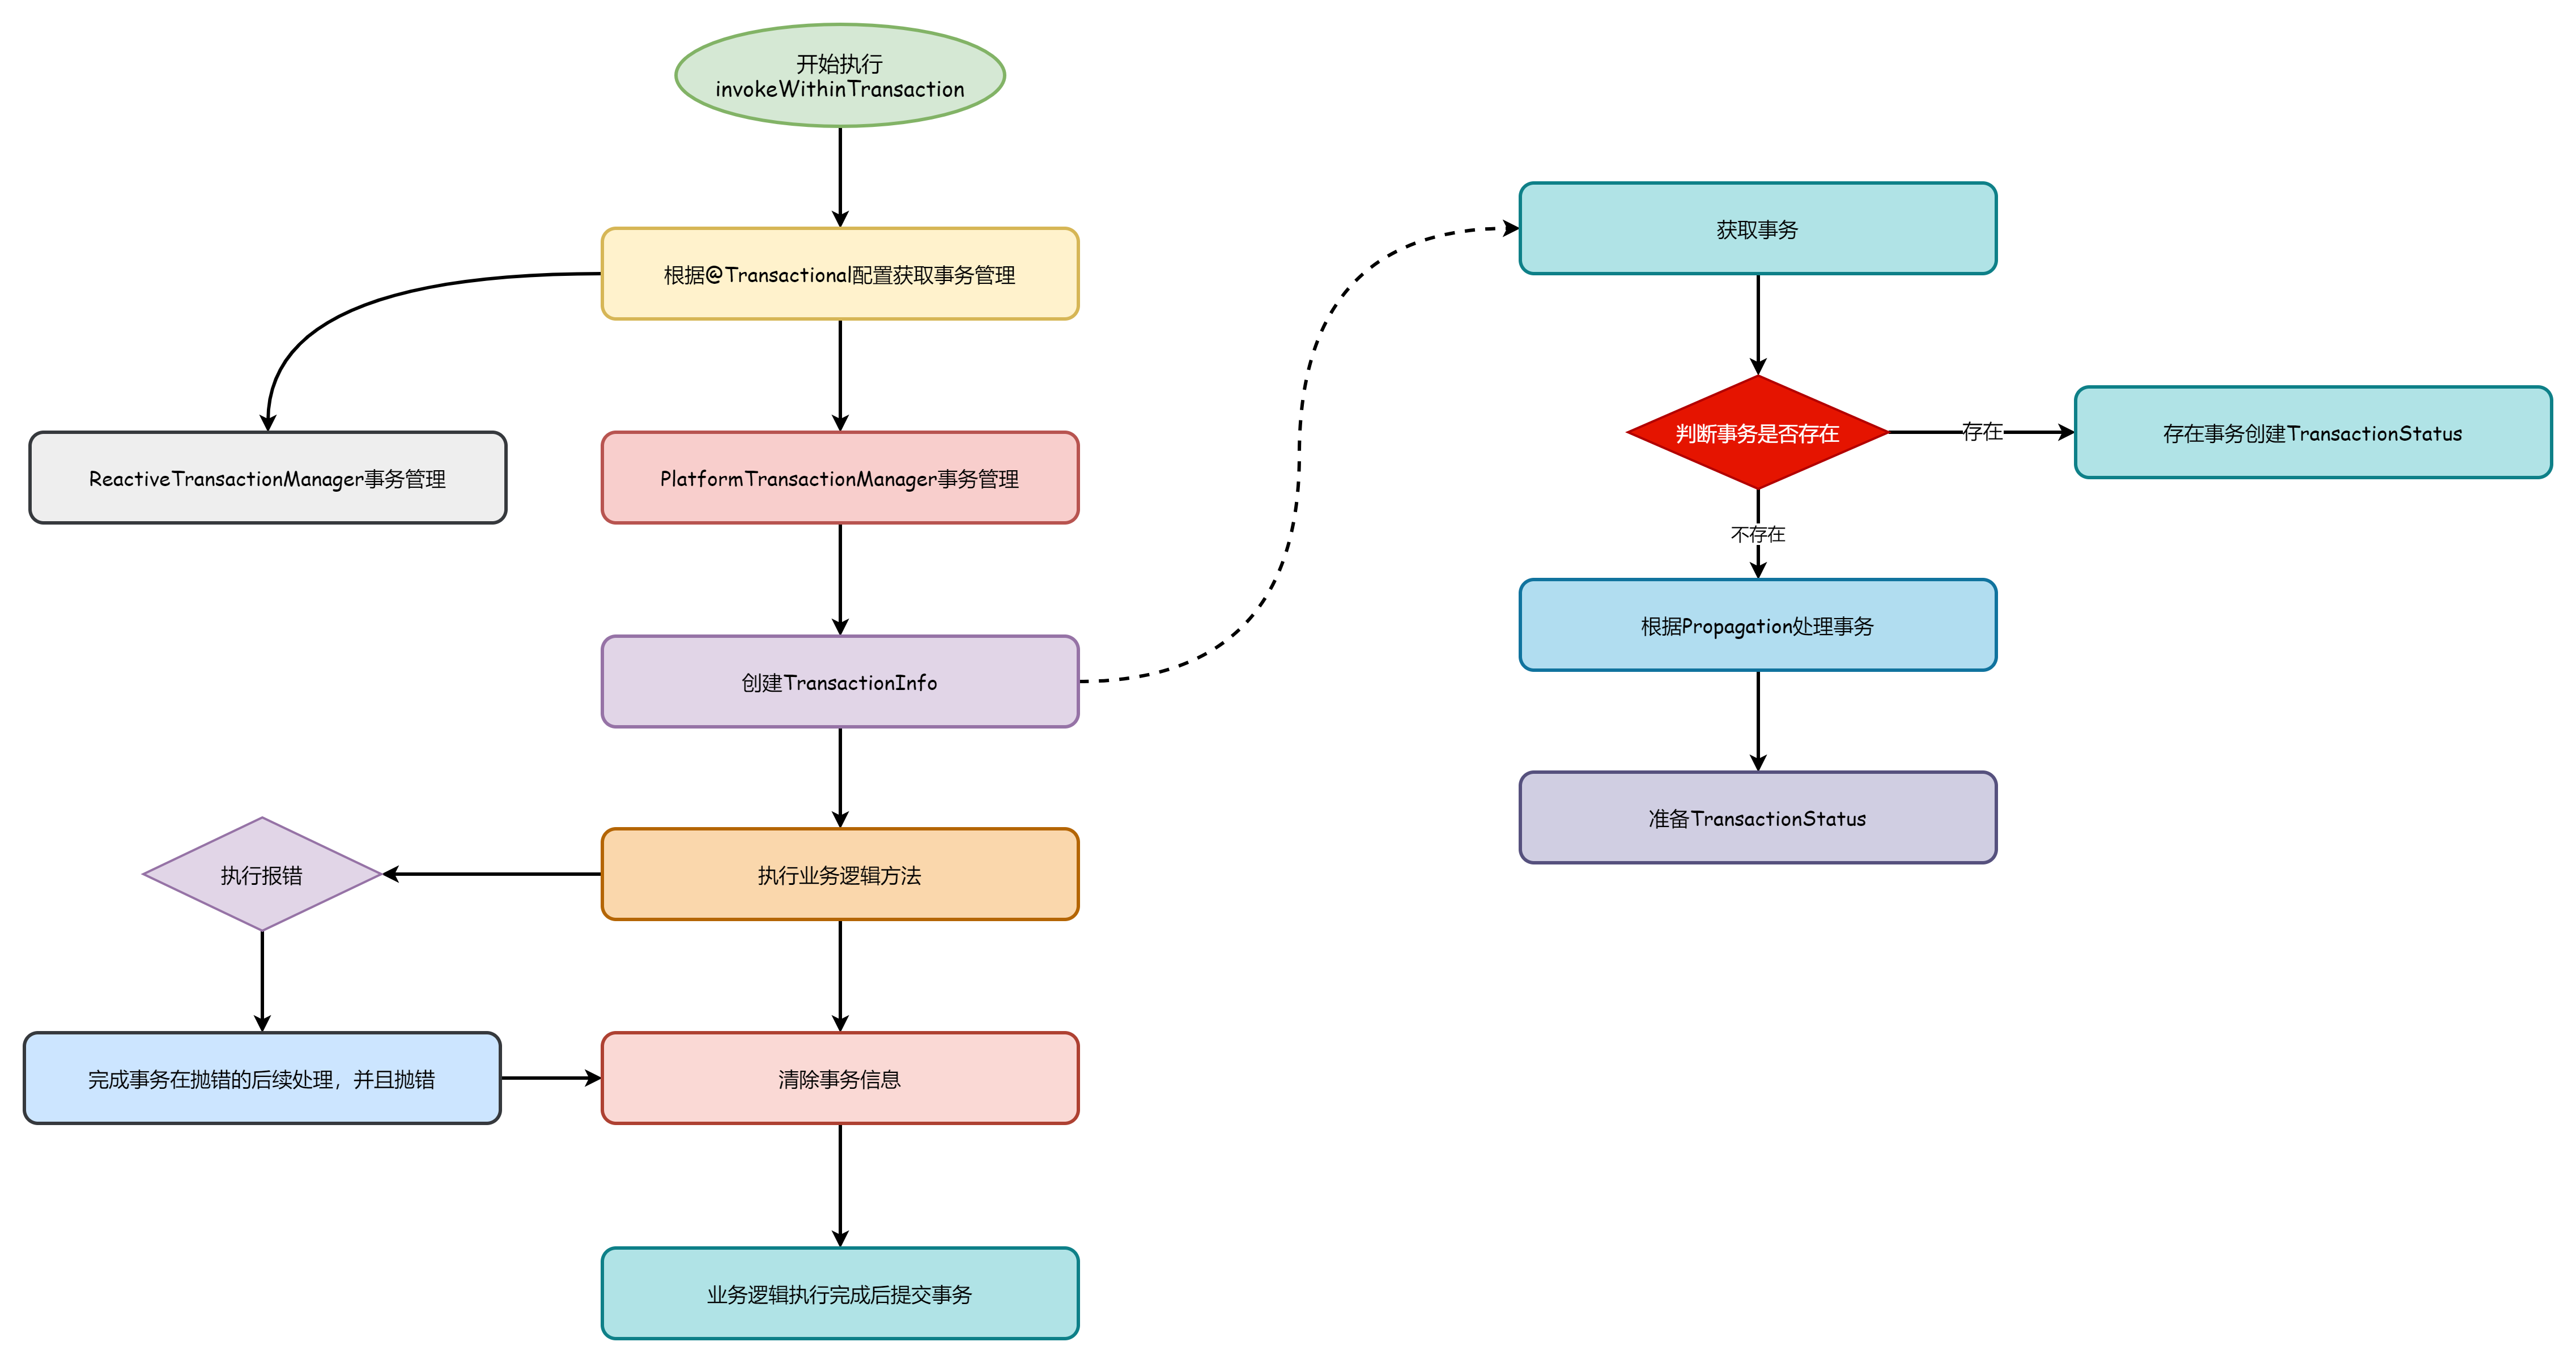 开始执行
invokeWithinTransaction
根据@Transactional配置获取事务管理
ReactiveTransactionManager事务管理
PlatformTransactionManager事务管理
创建TransactionInfo
执行报错
执行业务逻辑方法
完成事务在抛错的后续处理，并且抛错
清除事务信息
业务逻辑执行完成后提交事务
获取事务
判断事务是否存在
存在
存在事务创建TransactionStatus
不存在
根据Propagation处理事务
准备TransactionStatus